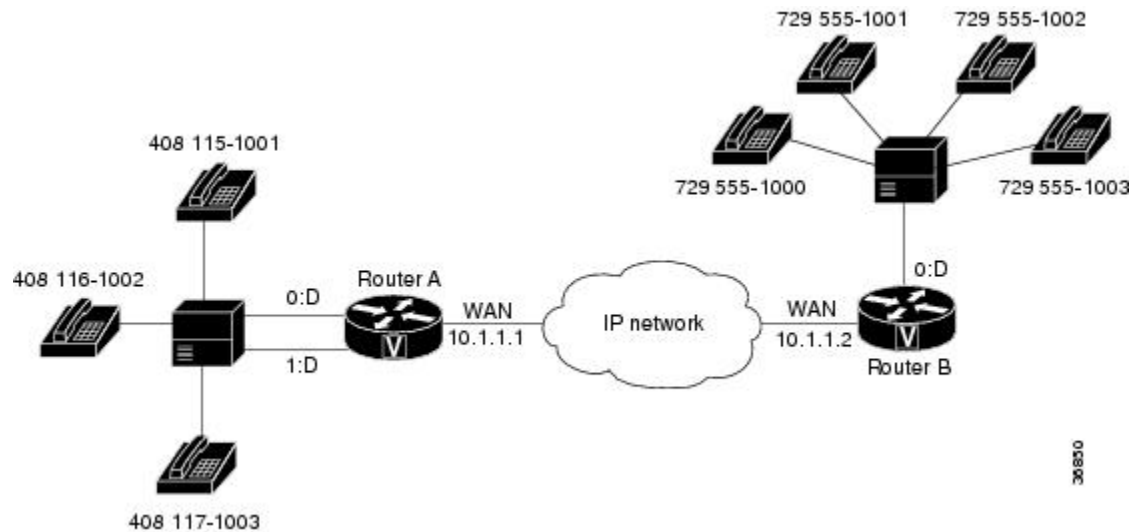 729 555-1001
729 555-1002
408 115-1001
729 555-1000
729 555-1003
408 116-1002
0:D
Router A
WAN
10.1.1.1
IP network
WAN
10.1.1.2
0:D
Router B
1:D
V
V
408 117-1003
36850